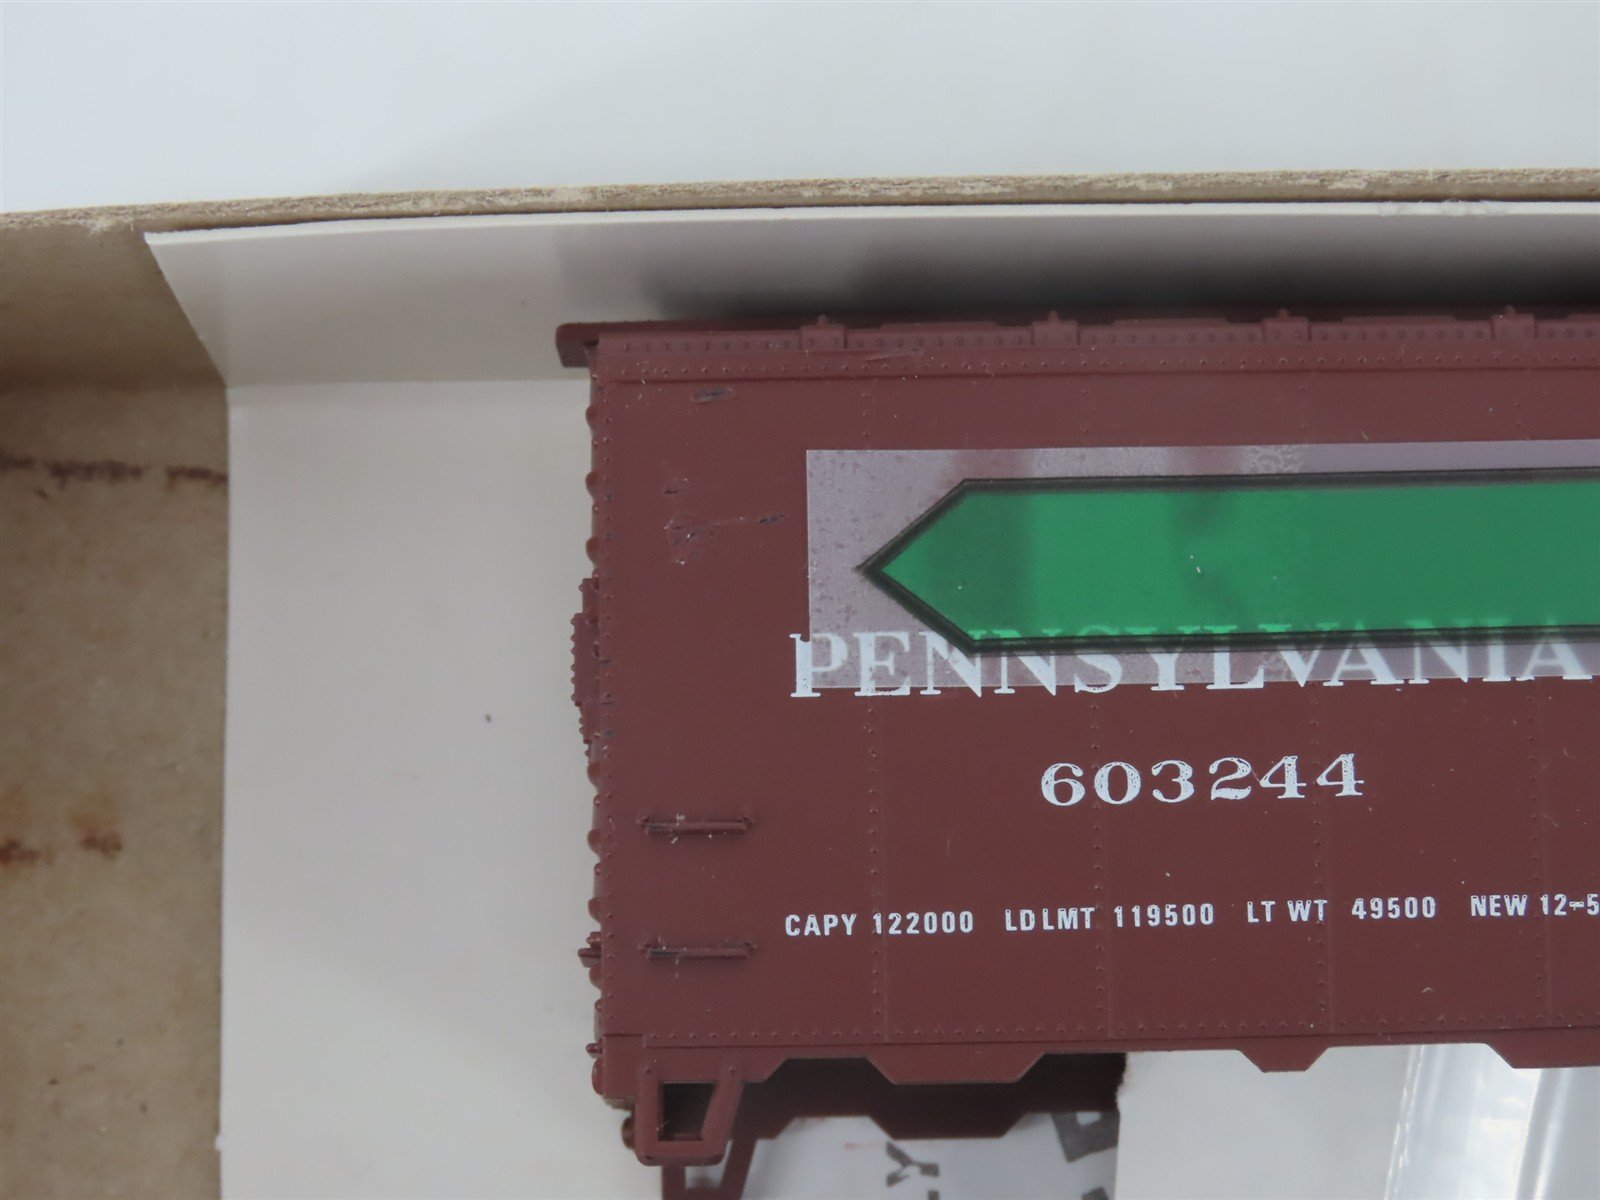 PENNSYLVANIA
603244
CAPY 122000 LD LMT 119500 LT WT 49500 NEW 12-5